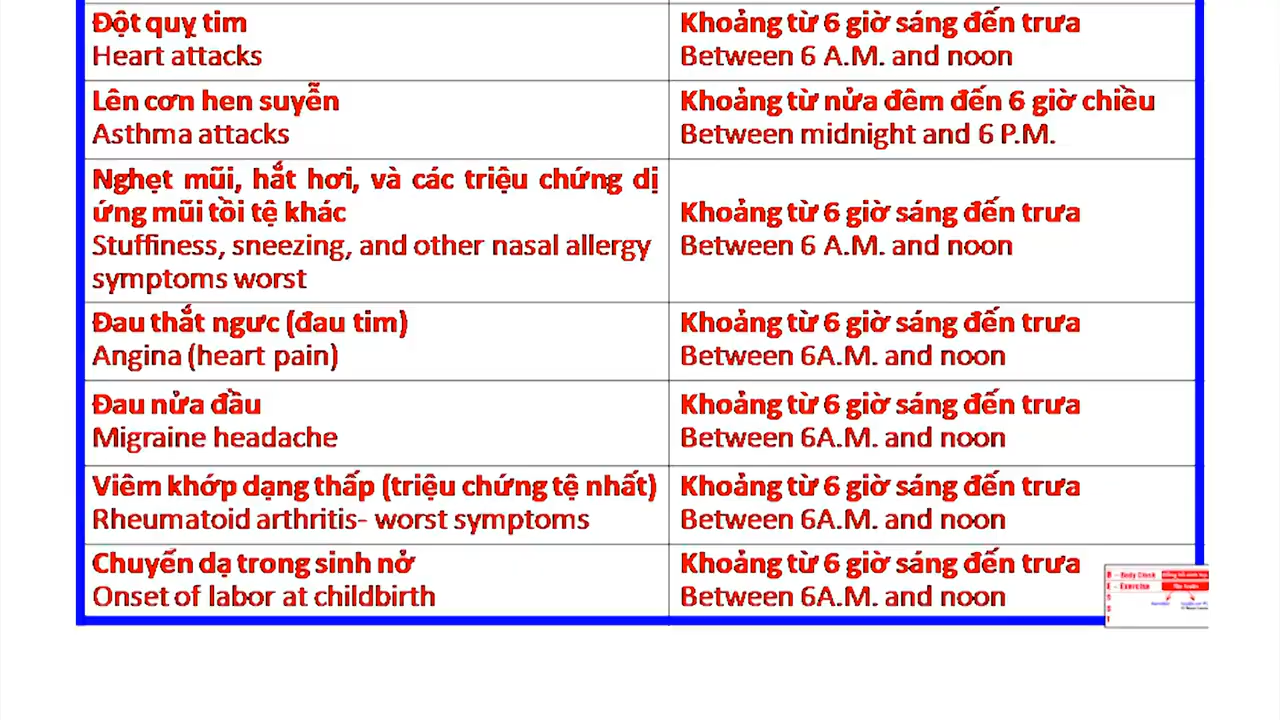 Đột quỵ tim
Heart attacks
Khoảng từ 6 giờ sáng đến trưa
Between 6 A.M. and noon
Lên cơn hen suyễn
Asthma attacks
Khoảng từ nửa đêm đến 6 giờ chiều
Between midnight and 6 P.M.
Nghẹt mũi, hắt hơi, và các triệu chứng dị
ứng mũi tồi tệ khác
Stuffiness, sneezing, and other nasal allergy
symptoms worst
Khoảng từ 6 giờ sáng đến trưa
Between 6 A.M. and noon
Đau thắt ngưc (đau tim)
Angina (heart pain)
Khoảng từ 6 giờ sáng đến trưa
Between 6A.M. and noon
Đau nửa đầu
Migraine headache
Khoảng từ 6 giờ sáng đến trưa
Between 6A.M. and noon
Viêm khớp dạng thấp (triệu chứng tệ nhất)
Rheumatoid arthritis- worst symptoms
Khoảng từ 6 giờ sáng đến trưa
Between 6A.M. and noon
Chuyển dạ trong sinh nở
Onset of labor at childbirth
Khoảng từ 6 giờ sáng đến trưa
Between 6A.M. and noon
B – Body Clock
E – Exercise